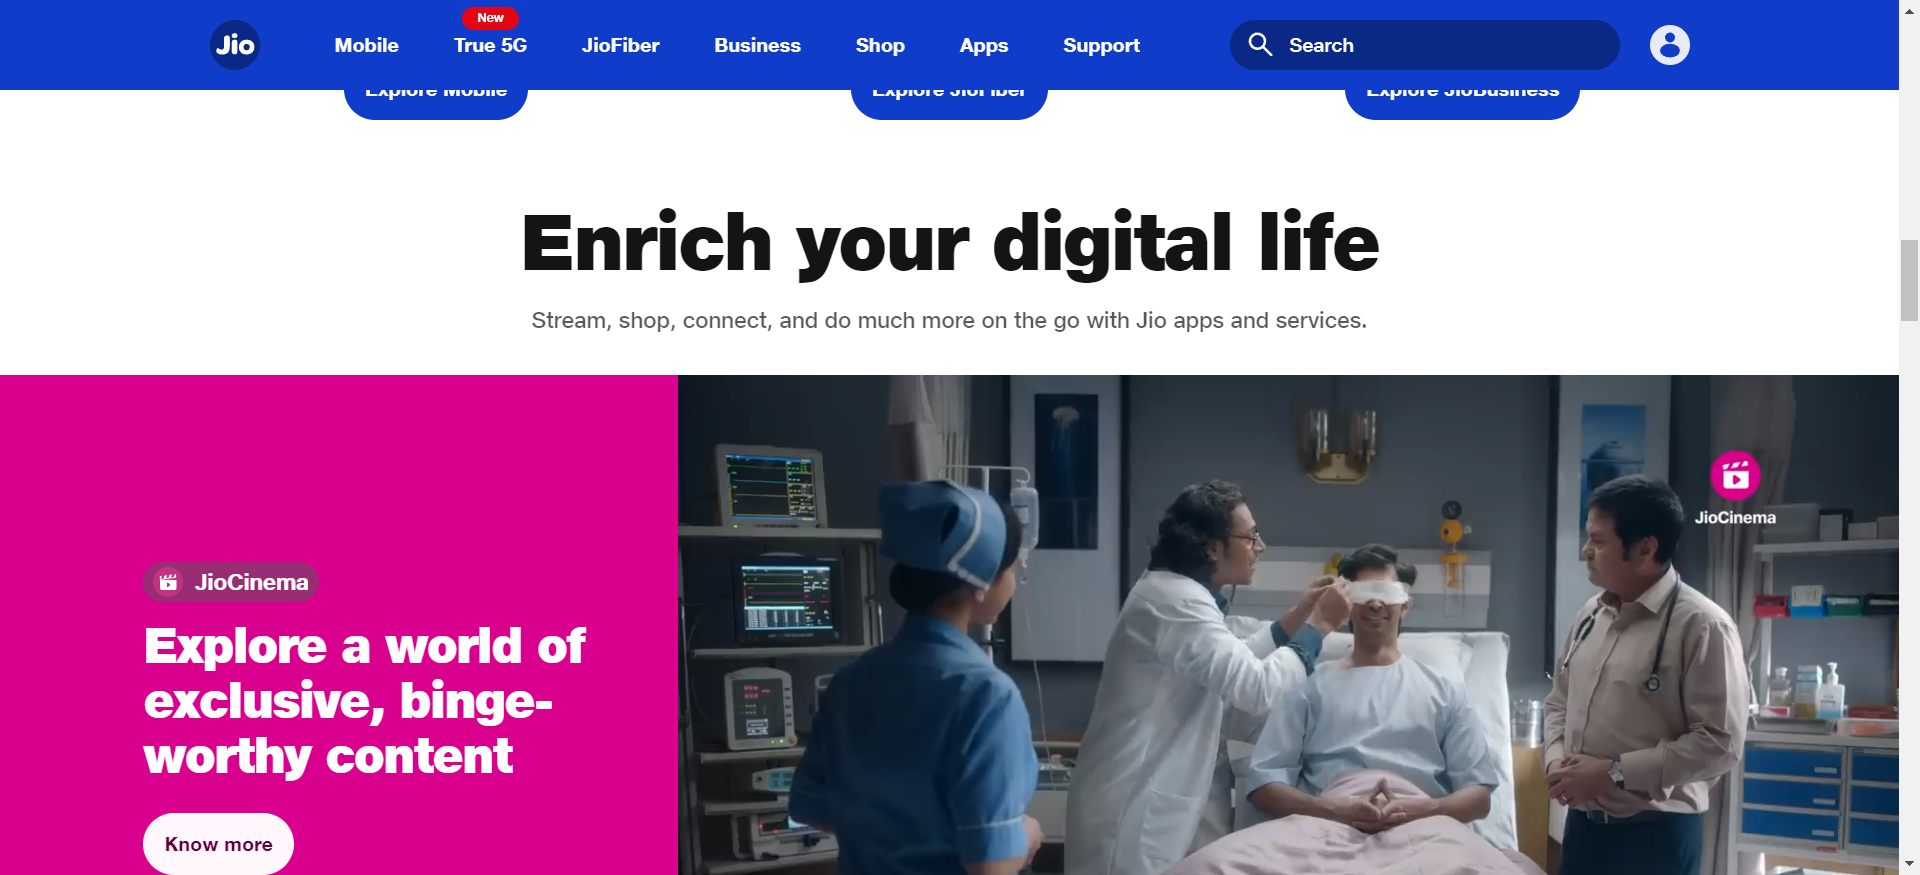 New
Jio Mobile True 5G JioFiber Business Shop Apps Support Search
Explore Mobile Explore JioFiber Explore JioBusiness
Enrich your digital life
Stream, shop, connect, and do much more on the go with Jio apps and services.
JioCinema
JioCinema
Explore a world of
exclusive, binge-
worthy content
Know more